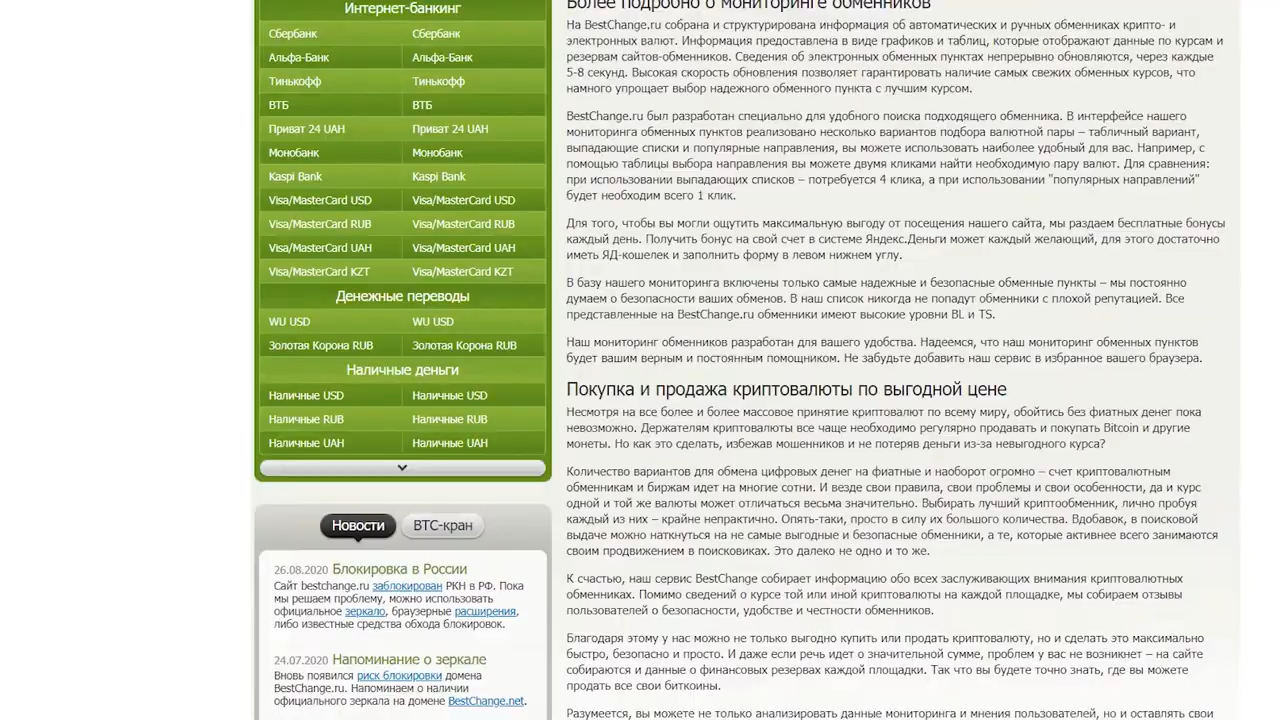 Интернет-банкинг
Сбербанк Сбербанк
Альфа-Банк Альфа-Банк
Тинькофф Тинькофф
ВТБ ВТБ
Приват 24 UAH Приват 24 UAH
Монобанк Монобанк
Kaspi Bank Kaspi Bank
Visa/MasterCard USD Visa/MasterCard USD
Visa/MasterCard RUB Visa/MasterCard RUB
Visa/MasterCard UAH Visa/MasterCard UAH
Visa/MasterCard KZT Visa/MasterCard KZT
Денежные переводы
WU USD WU USD
Золотая Корона RUB Золотая Корона RUB
Наличные деньги
Наличные USD Наличные USD
Наличные RUB Наличные RUB
Наличные UAH Наличные UAH
Новости BTC-кран
26.08.2020 Блокировка в России
Сайт bestchange.ru заблокирован РКН в РФ. Пока
мы решаем проблему, можно использовать
официальное зеркало, браузерные расширения,
либо известные средства обхода блокировок.
24.07.2020 Напоминание о зеркале
Вновь появился риск блокировки домена
BestChange.ru. Напоминаем о наличии
официального зеркала на домене BestChange.net.
Более подробно о мониторинге обменников
На BestChange.ru собрана и структурирована информация об автоматических и ручных обменниках крипто- и
электронных валют. Информация предоставлена в виде графиков и таблиц, которые отображают данные по курсам и
резервам сайтов-обменников. Сведения об электронных обменных пунктах непрерывно обновляются, через каждые
5-8 секунд. Высокая скорость обновления позволяет гарантировать наличие самых свежих обменных курсов, что
намного упрощает выбор надежного обменного пункта с лучшим курсом.
BestChange.ru был разработан специально для удобного поиска подходящего обменника. В интерфейсе нашего
мониторинга обменных пунктов реализовано несколько вариантов подбора валютной пары – табличный вариант,
выпадающие списки и популярные направления, вы можете использовать наиболее удобный для вас. Например, с
помощью таблицы выбора направления вы можете двумя кликами найти необходимую пару валют. Для сравнения:
при использовании выпадающих списков – потребуется 4 клика, а при использовании "популярных направлений"
будет необходим всего 1 клик.
Для того, чтобы вы могли ощутить максимальную выгоду от посещения нашего сайта, мы раздаем бесплатные бонусы
каждый день. Получить бонус на свой счет в системе Яндекс.Деньги может каждый желающий, для этого достаточно
иметь ЯД-кошелек и заполнить форму в левом нижнем углу.
В базу нашего мониторинга включены только самые надежные и безопасные обменные пункты – мы постоянно
думаем о безопасности ваших обменов. В наш список никогда не попадут обменники с плохой репутацией. Все
представленные на BestChange.ru обменники имеют высокие уровни BL и TS.
Наш мониторинг обменников разработан для вашего удобства. Надеемся, что наш мониторинг обменных пунктов
будет вашим верным и постоянным помощником. Не забудьте добавить наш сервис в избранное вашего браузера.
Покупка и продажа криптовалюты по выгодной цене
Несмотря на все более и более массовое принятие криптовалют по всему миру, обойтись без фиатных денег пока
невозможно. Держателям криптовалюты все чаще необходимо регулярно продавать и покупать Bitcoin и другие
монеты. Но как это сделать, избежав мошенников и не потеряв деньги из-за невыгодного курса?
Количество вариантов для обмена цифровых денег на фиатные и наоборот огромно – счет криптовалютным
обменникам и биржам идет на многие сотни. И везде свои правила, свои проблемы и свои особенности, да и курс
одной и той же валюты может отличаться весьма значительно. Выбирать лучший криптообменник, лично пробуя
каждый из них – крайне непрактично. Опять-таки, просто в силу их большого количества. Вдобавок, в поисковой
выдаче можно наткнуться на не самые выгодные и безопасные обменники, а те, которые активнее всего занимаются
своим продвижением в поисковиках. Это далеко не одно и то же.
К счастью, наш сервис BestChange собирает информацию обо всех заслуживающих внимания криптовалютных
обменниках. Помимо сведений о курсе той или иной криптовалюты на каждой площадке, мы собираем отзывы
пользователей о безопасности, удобстве и честности обменников.
Благодаря этому у нас можно не только выгодно купить или продать криптовалюту, но и сделать это максимально
быстро, безопасно и просто. И даже если речь идет о значительной сумме, проблем у вас не возникнет – на сайте
собираются и данные о финансовых резервах каждой площадки. Так что вы будете точно знать, где вы можете
продать все свои биткоины.
Разумеется, вы можете не только анализировать данные мониторинга и мнения пользователей, но и оставлять свои